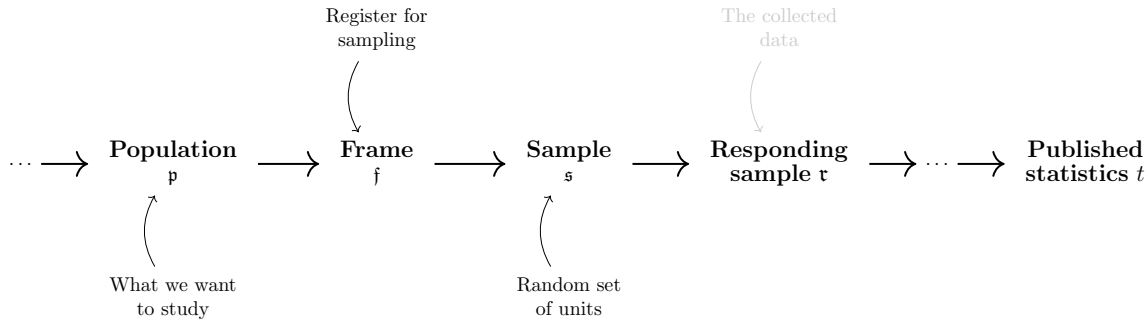 Register for
sampling
The collected
data
··· Population Frame Sample Responding ··· Published
𝔭 𝔣 𝔰 sample 𝔯 statistics t
What we want
to study
Random set
of units